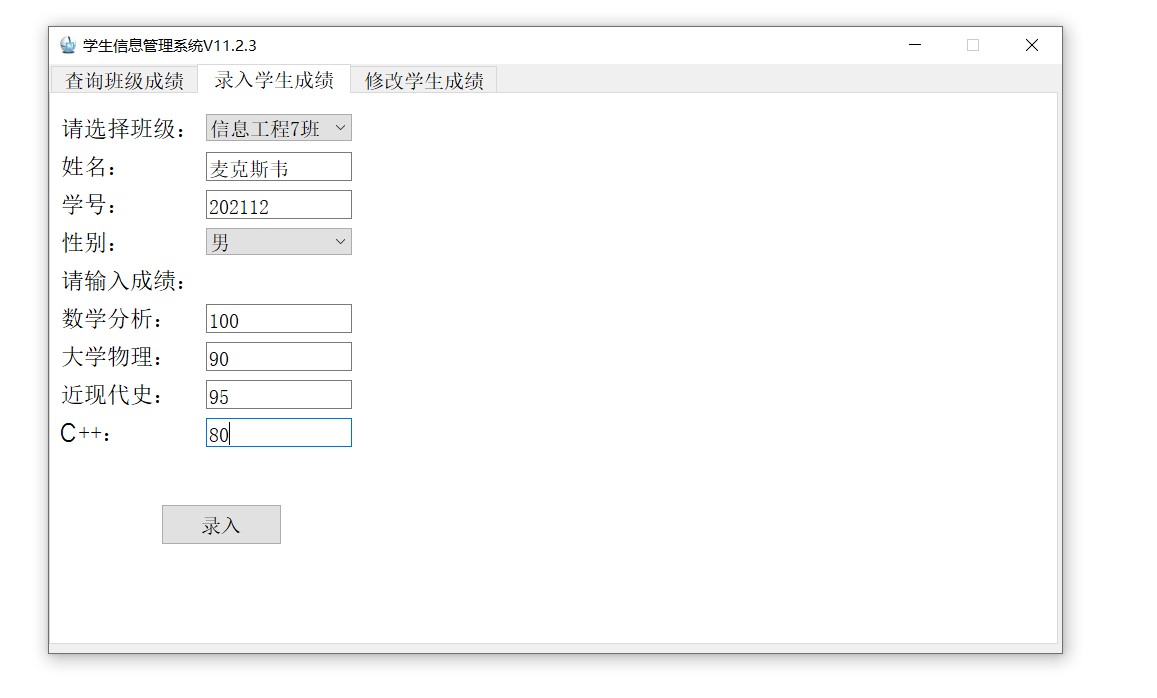 学生信息管理系统V11.2.3
查询班级成绩 录入学生成绩 修改学生成绩
请选择班级： 信息工程7班
姓名： 麦克斯韦
学号： 202112
性别： 男
请输入成绩：
数学分析： 100
大学物理： 90
近现代史： 95
C++： 80
录入